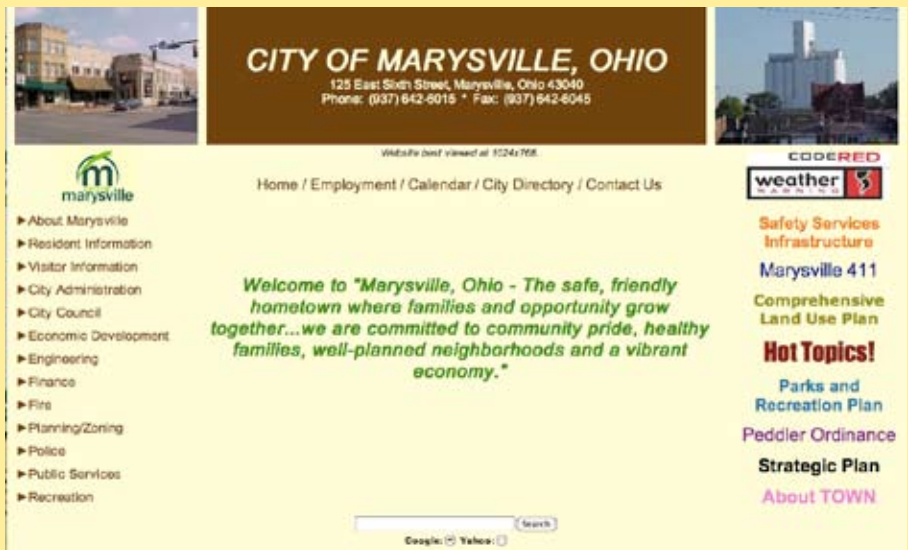 CITY OF MARYSVILLE, OHIO
125 East Sixth Street, Marysville, Ohio 43040
Phone: (937) 642-6015 * Fax: (937) 642-6045
Website best viewed at 1024x768.
Home / Employment / Calendar / City Directory / Contact Us
m
marysville
About Marysville
Resident Information
Visitor Information
City Administration
City Council
Economic Development
Engineering
Finance
Fire
Planning/Zoning
Police
Public Services
Recreation
Welcome to "Marysville, Ohio - The safe, friendly
hometown where families and opportunity grow
together...we are committed to community pride, healthy
families, well-planned neighborhoods and a vibrant
economy."
CODERED
weather
WARNING
Safety Services
Infrastructure
Marysville 411
Comprehensive
Land Use Plan
Hot Topics!
Parks and
Recreation Plan
Peddler Ordinance
Strategic Plan
About TOWN
Search
Google: Yahoo: